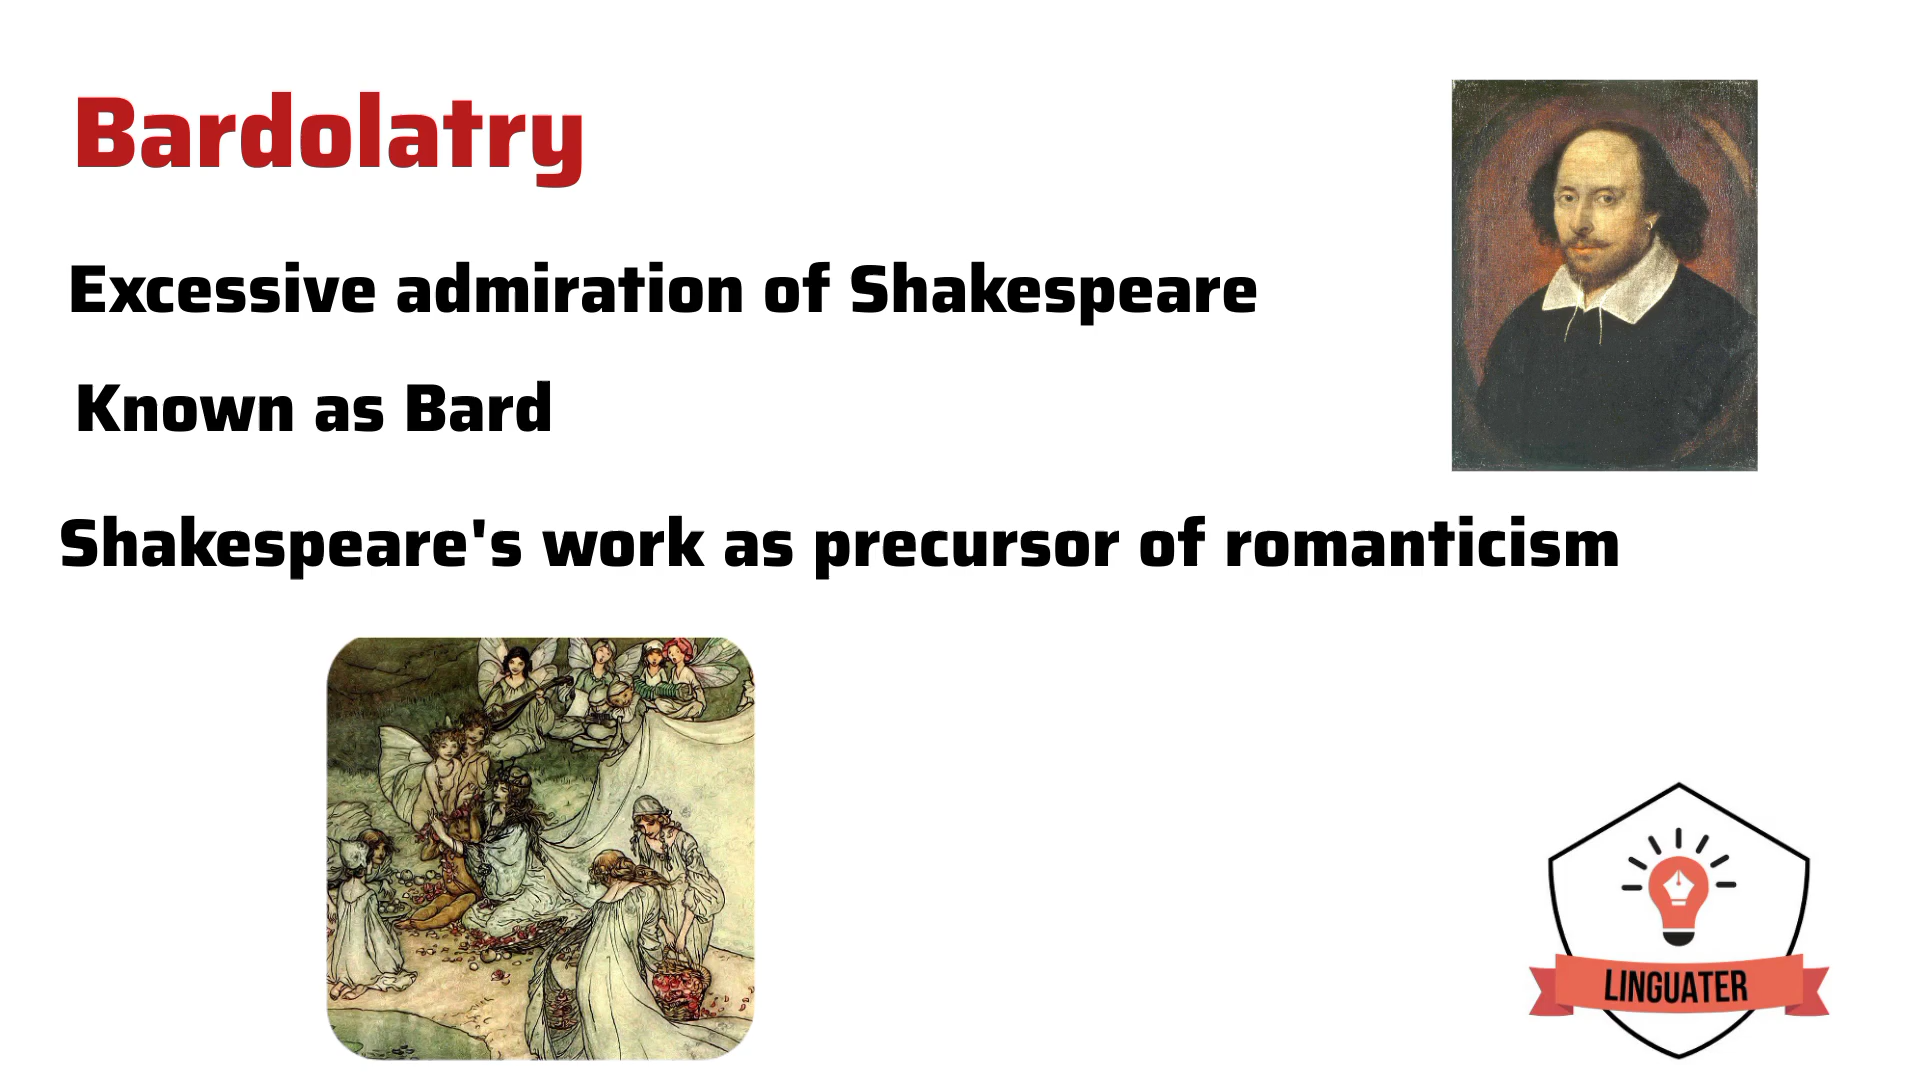 Bardolatry
Excessive admiration of Shakespeare
Known as Bard
Shakespeare's work as precursor of romanticism
LINGUATER